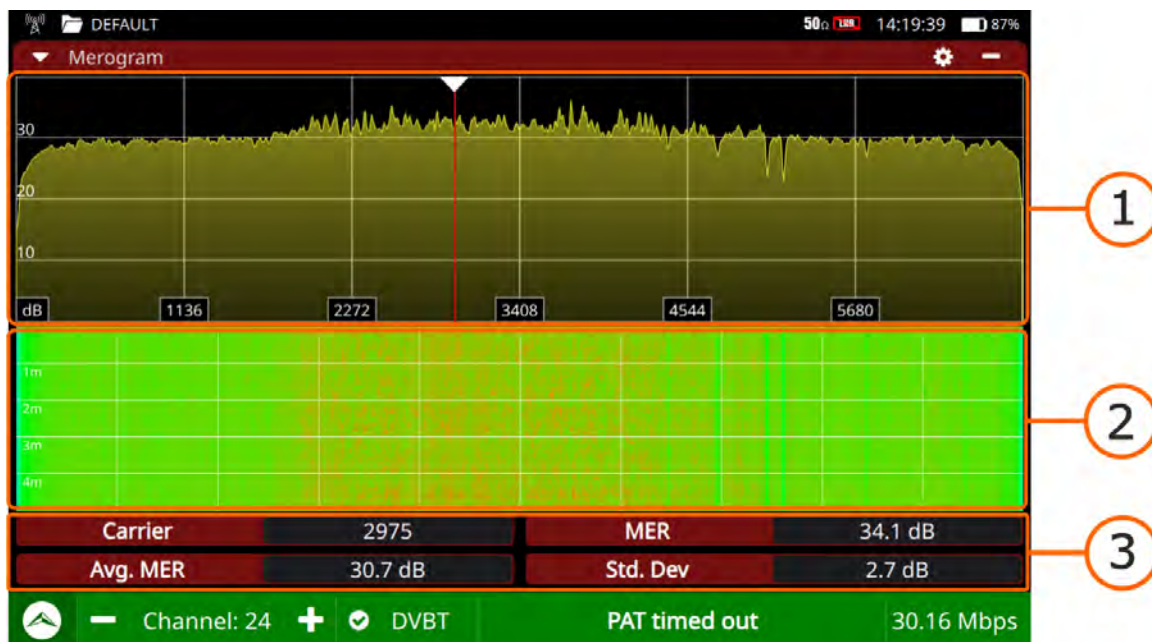 DEFAULT 50Ω 14:19:39 87%
Merogram
30
20
10
dB 1136 2272 3408 4544 5680
1m
2m
3m
4m
Carrier 2975 MER 34.1 dB
Avg. MER 30.7 dB Std. Dev 2.7 dB
Channel: 24 DVBT PAT timed out 30.16 Mbps
1
2
3